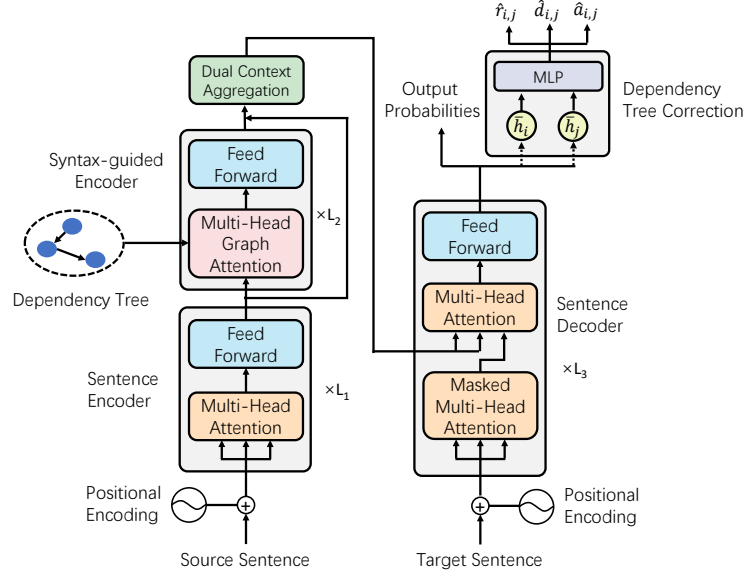 r̂i,j d̂i,j âi,j
MLP
h̄i h̄j
Dependency
Tree Correction
Output
Probabilities
Dual Context
Aggregation
Syntax-guided
Encoder
Feed
Forward
Multi-Head
Graph
Attention
×L2
Dependency Tree
Sentence
Encoder
Feed
Forward
Multi-Head
Attention
×L1
Positional
Encoding
+
Source Sentence
Feed
Forward
Multi-Head
Attention
Sentence
Decoder
Masked
Multi-Head
Attention
×L3
+
Positional
Encoding
Target Sentence